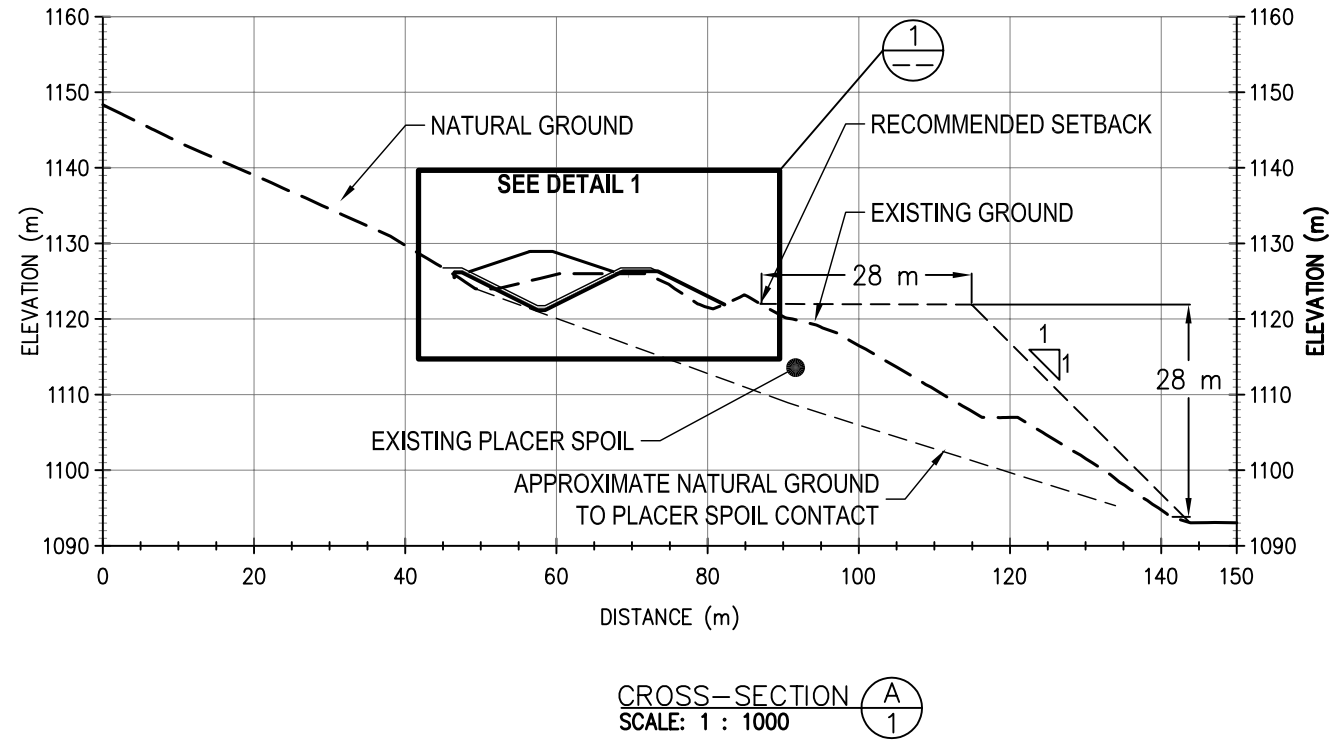 1160
1160
1
1150
1150
NATURAL GROUND
RECOMMENDED SETBACK
1140
1140
SEE DETAIL 1
EXISTING GROUND
ELEVATION (m)
ELEVATION (m)
1130
1130
28 m
1120
1120
1
1
28 m
1110
1110
EXISTING PLACER SPOIL
1100
1100
APPROXIMATE NATURAL GROUND
TO PLACER SPOIL CONTACT
1090
1090
0 20 40 60 80 100 120 140 150
DISTANCE (m)
CROSS-SECTION A
SCALE: 1 : 1000 1